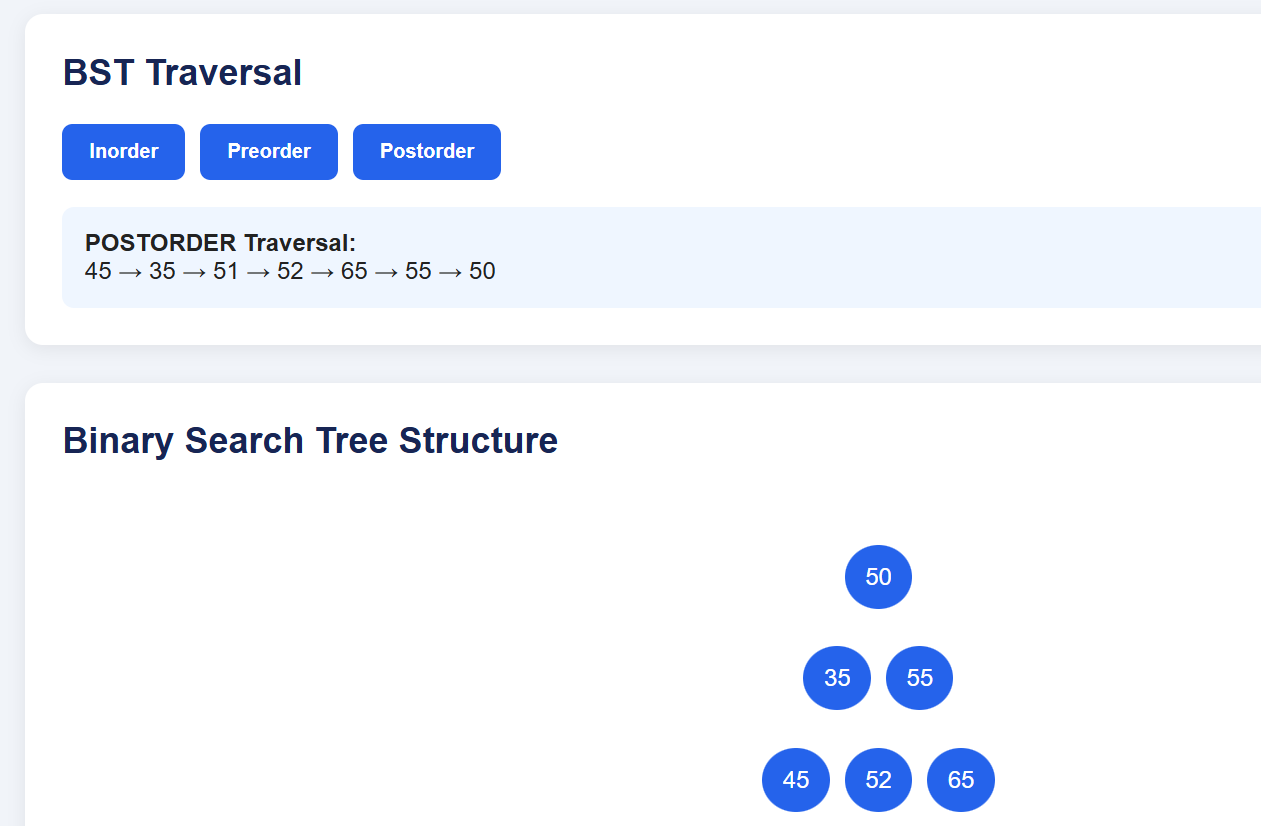 BST Traversal
Inorder Preorder Postorder
POSTORDER Traversal:
45 → 35 → 51 → 52 → 65 → 55 → 50
Binary Search Tree Structure
50
35 55
45 52 65